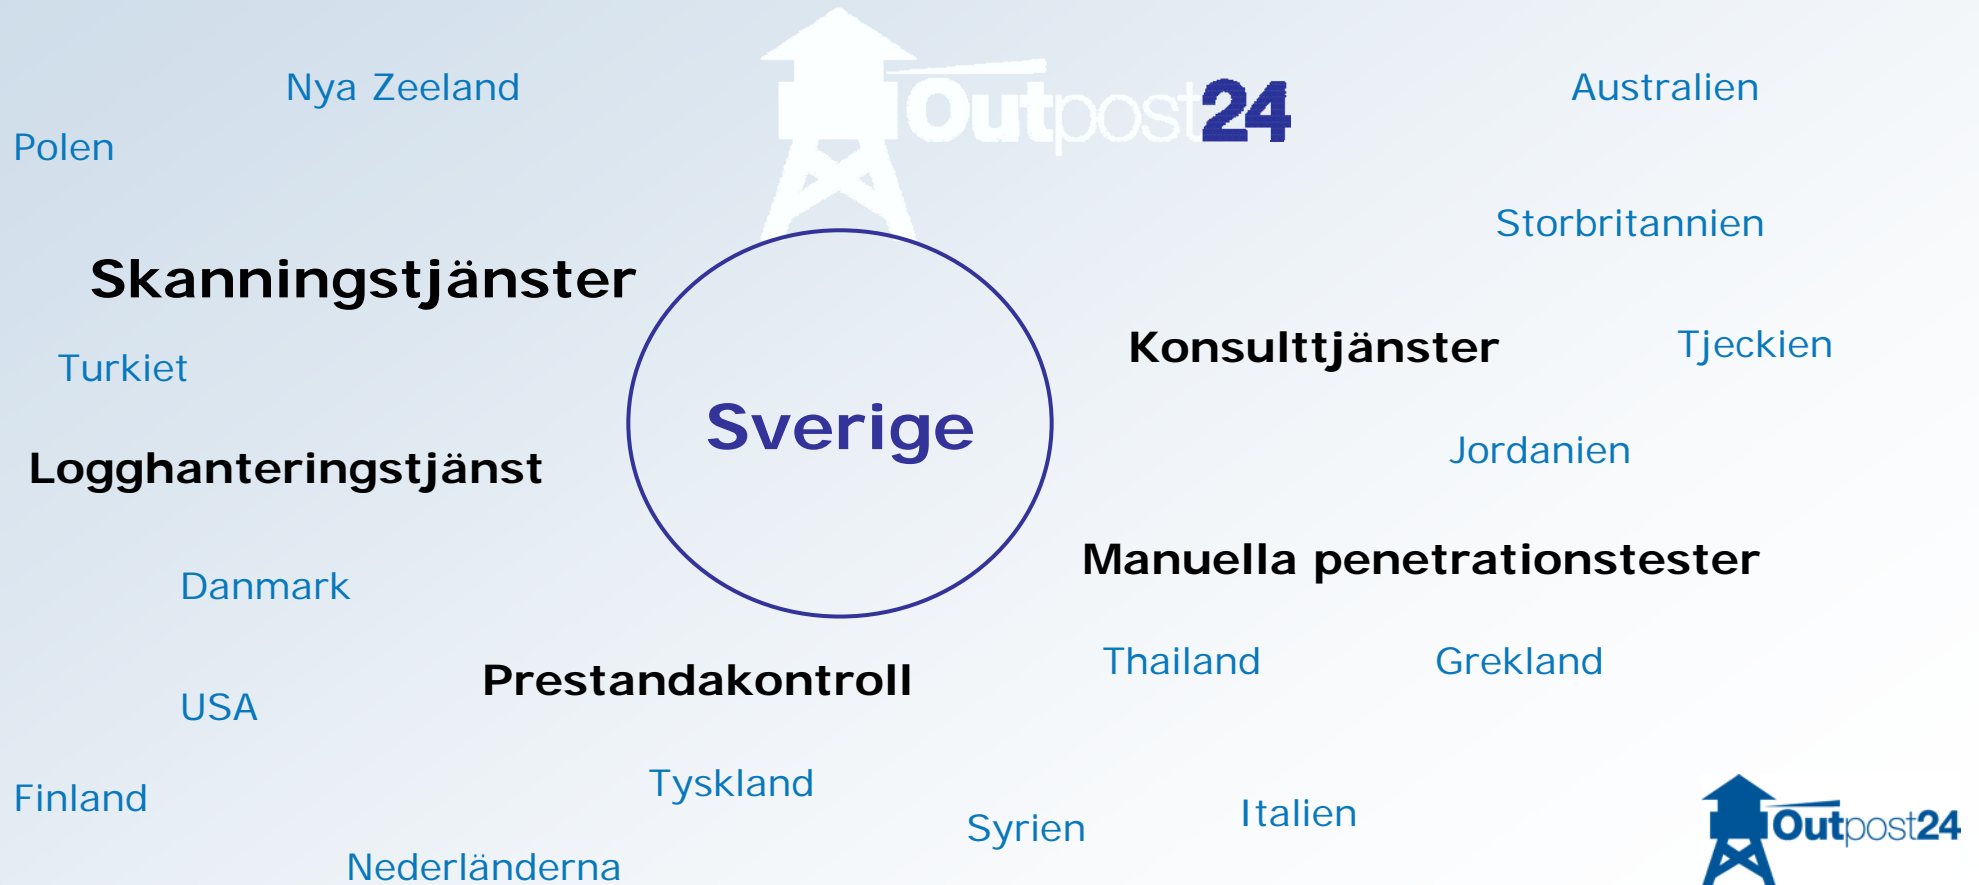 Outpost24
Nya Zeeland
Australien
Polen
Storbritannien
Skanningstjänster
Konsulttjänster
Tjeckien
Turkiet
Sverige
Logghanteringstjänst
Jordanien
Manuella penetrationstester
Danmark
Thailand
Grekland
Prestandakontroll
USA
Tyskland
Finland
Italien
Syrien
Outpost24
Nederländerna